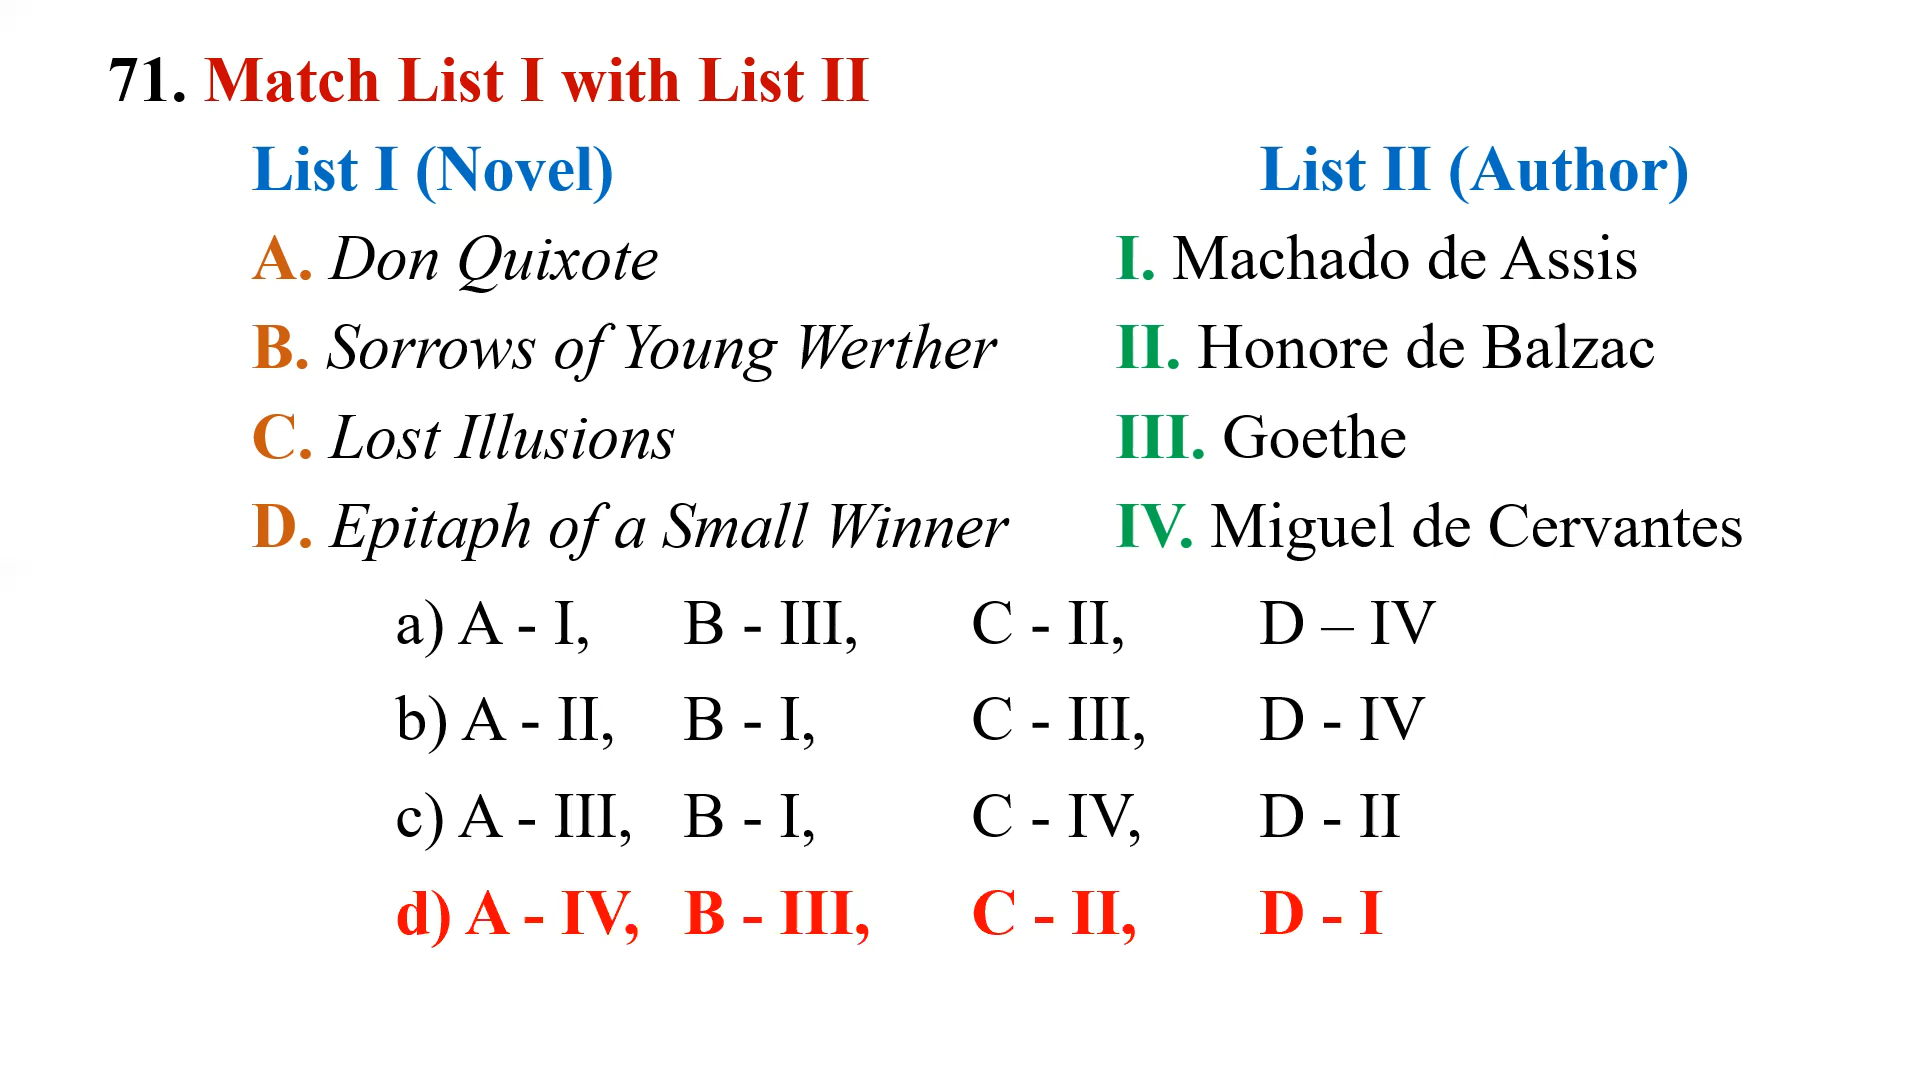 71. Match List I with List II
List I (Novel) List II (Author)
A. Don Quixote I. Machado de Assis
B. Sorrows of Young Werther II. Honore de Balzac
C. Lost Illusions III. Goethe
D. Epitaph of a Small Winner IV. Miguel de Cervantes
a) A - I, B - III, C - II, D – IV
b) A - II, B - I, C - III, D - IV
c) A - III, B - I, C - IV, D - II
d) A - IV, B - III, C - II, D - I